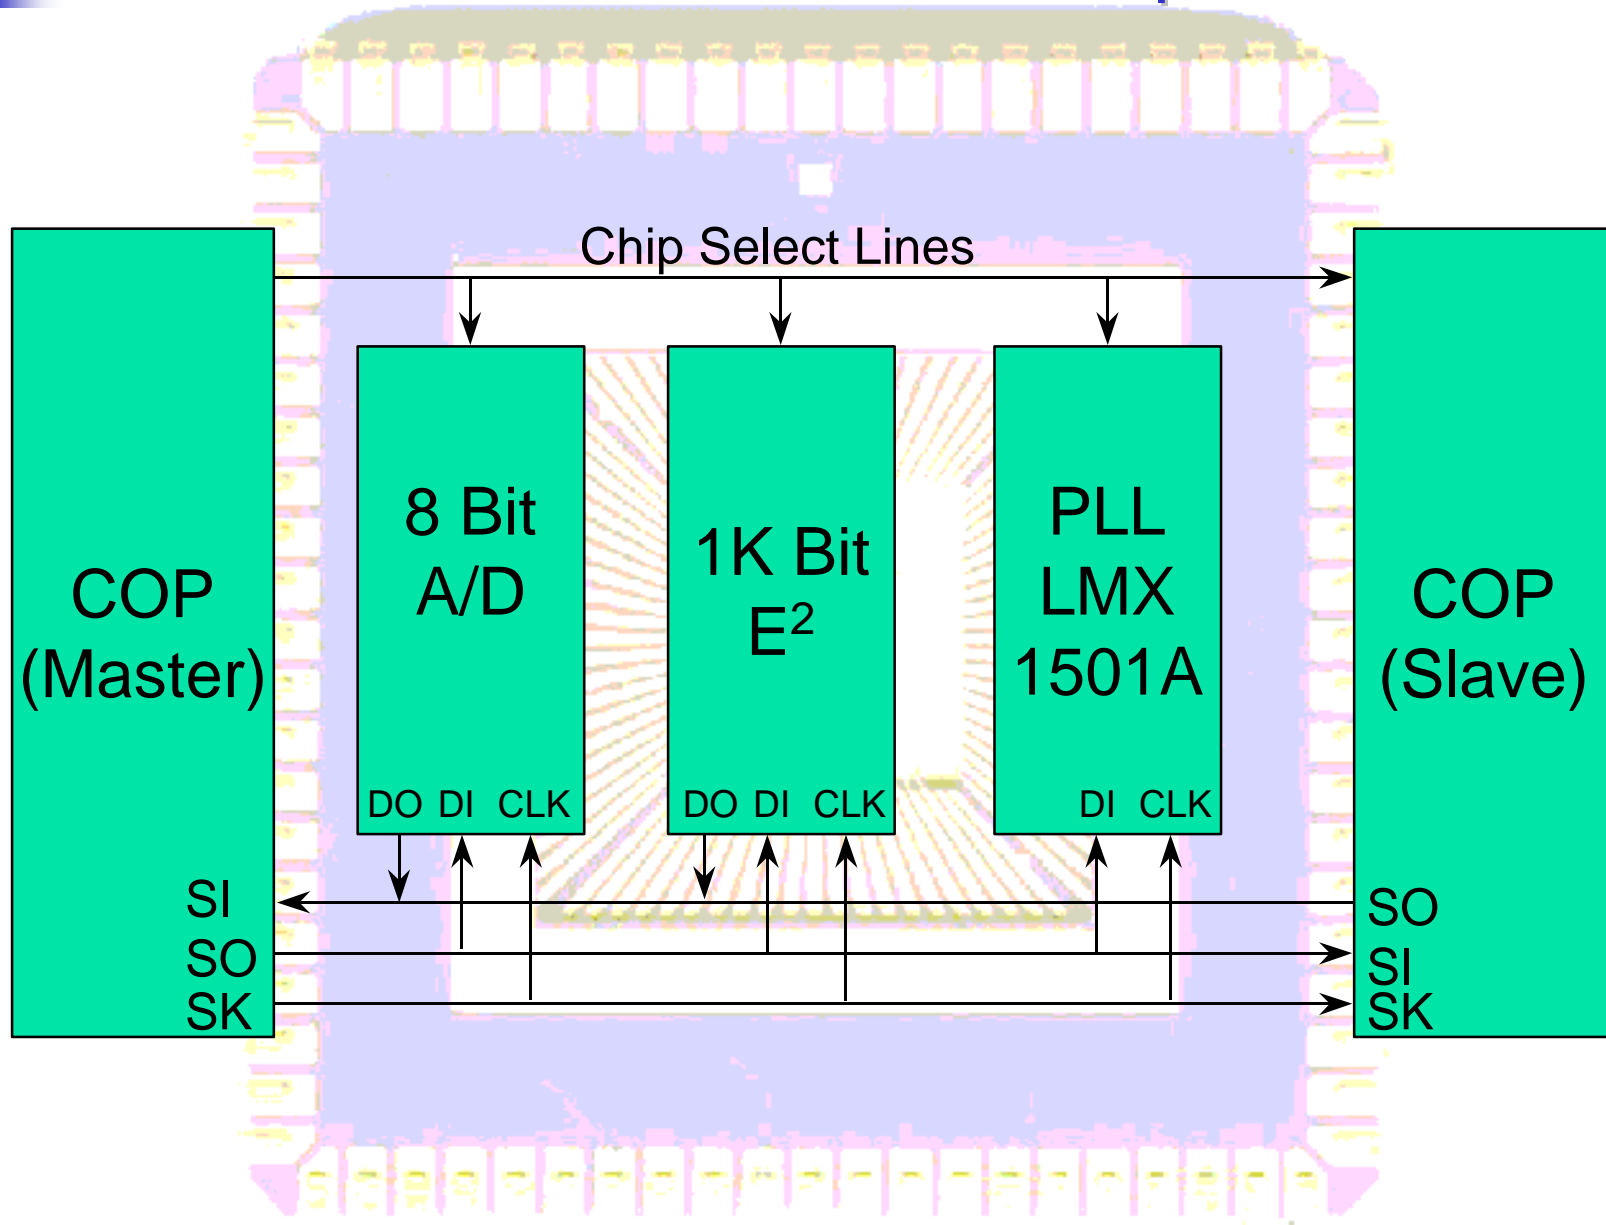 Chip Select Lines
COP
(Master)
8 Bit
A/D
1K Bit
E²
PLL
LMX
1501A
COP
(Slave)
DO DI CLK
DO DI CLK
DI CLK
SI
SO
SK
SO
SI
SK